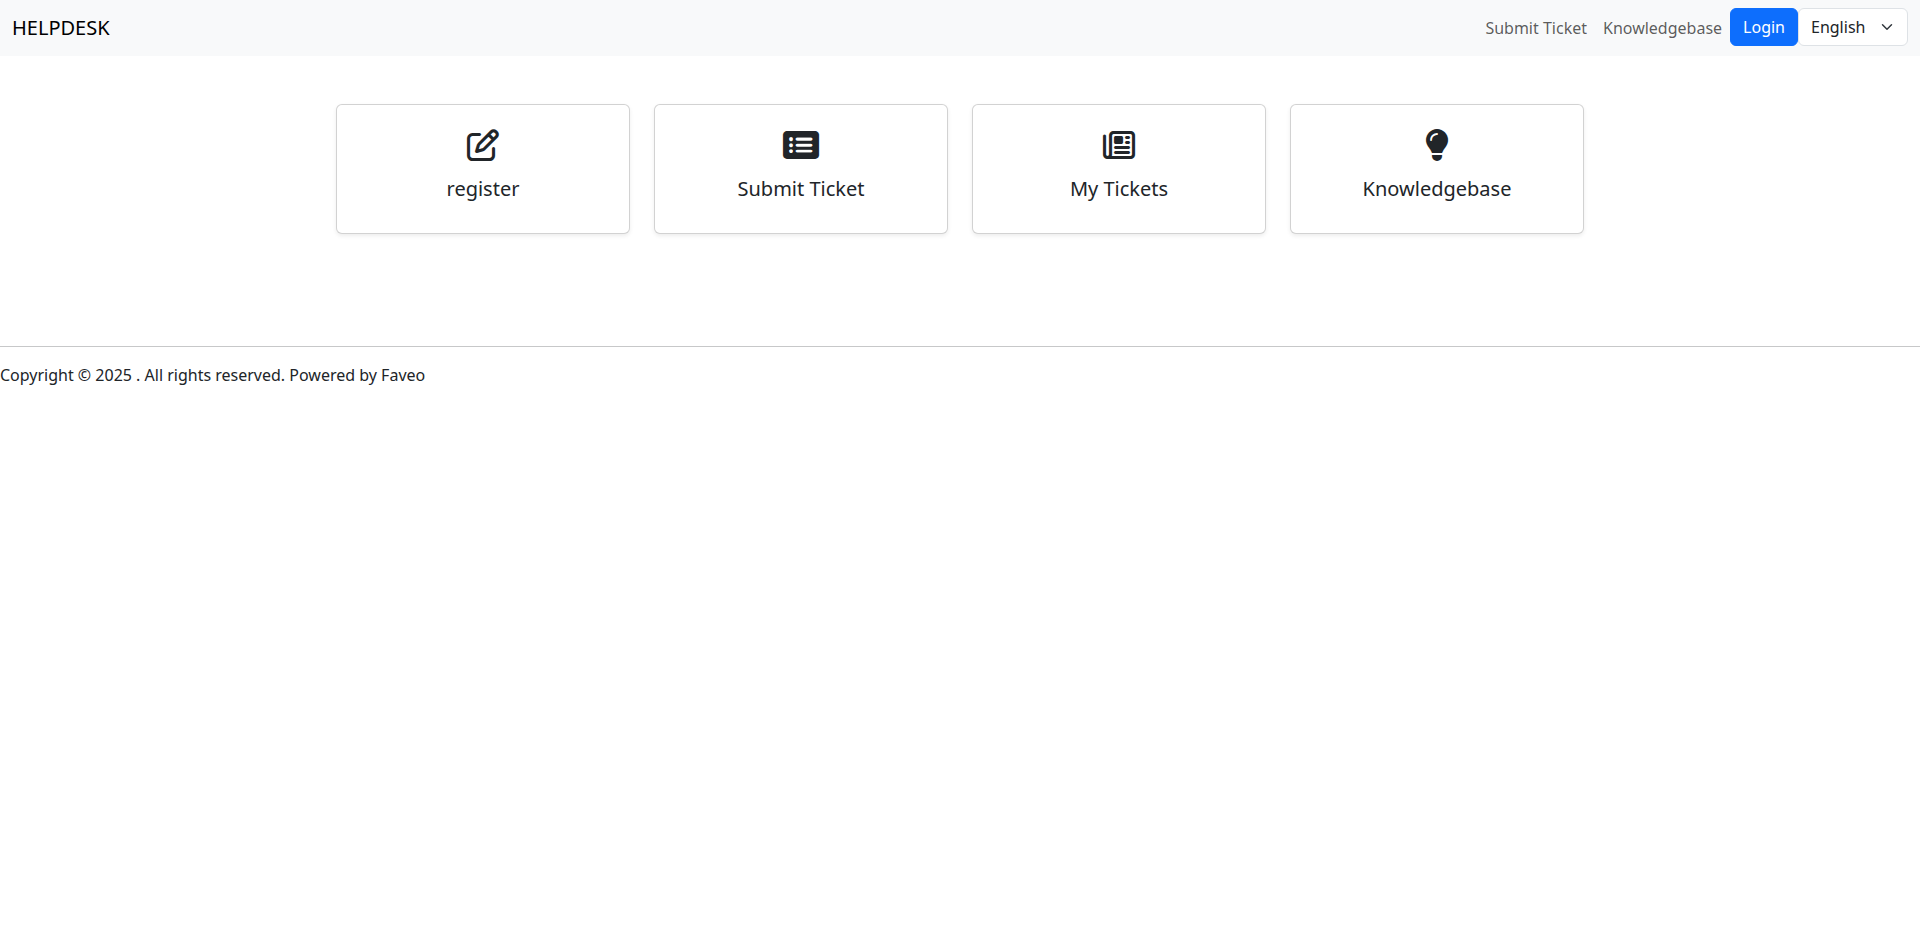 HELPDESK
Submit Ticket
Knowledgebase
Login
English
register
Submit Ticket
My Tickets
Knowledgebase
Copyright © 2025 . All rights reserved. Powered by Faveo